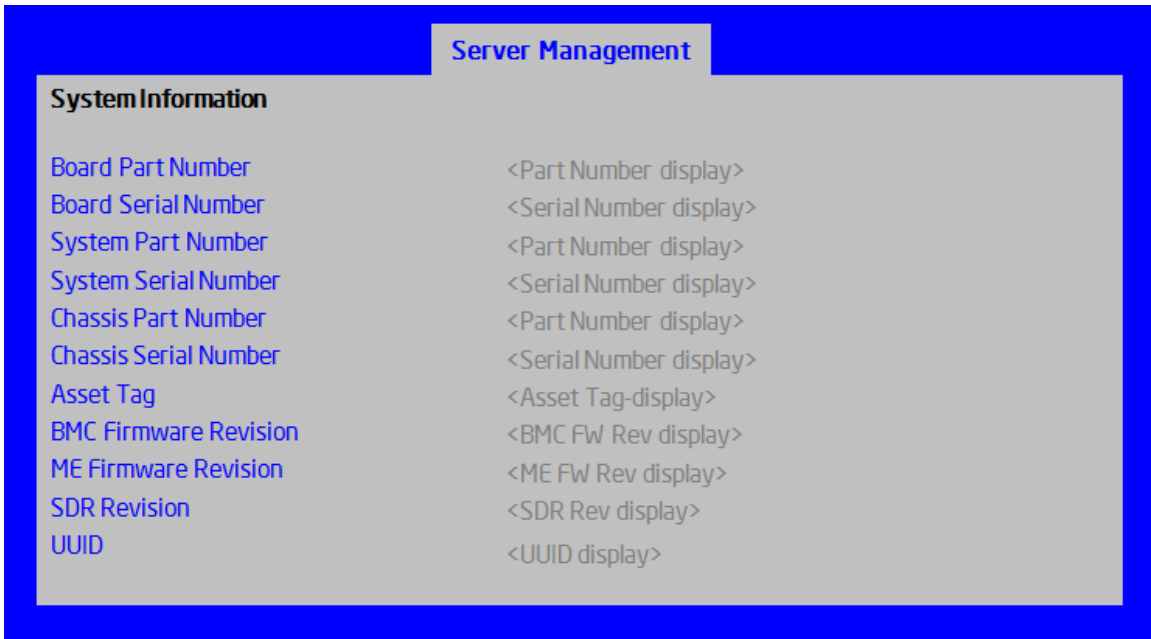 Server Management
System Information
Board Part Number <Part Number display>
Board Serial Number <Serial Number display>
System Part Number <Part Number display>
System Serial Number <Serial Number display>
Chassis Part Number <Part Number display>
Chassis Serial Number <Serial Number display>
Asset Tag <Asset Tag-display>
BMC Firmware Revision <BMC FW Rev display>
ME Firmware Revision <ME FW Rev display>
SDR Revision <SDR Rev display>
UUID <UUID display>